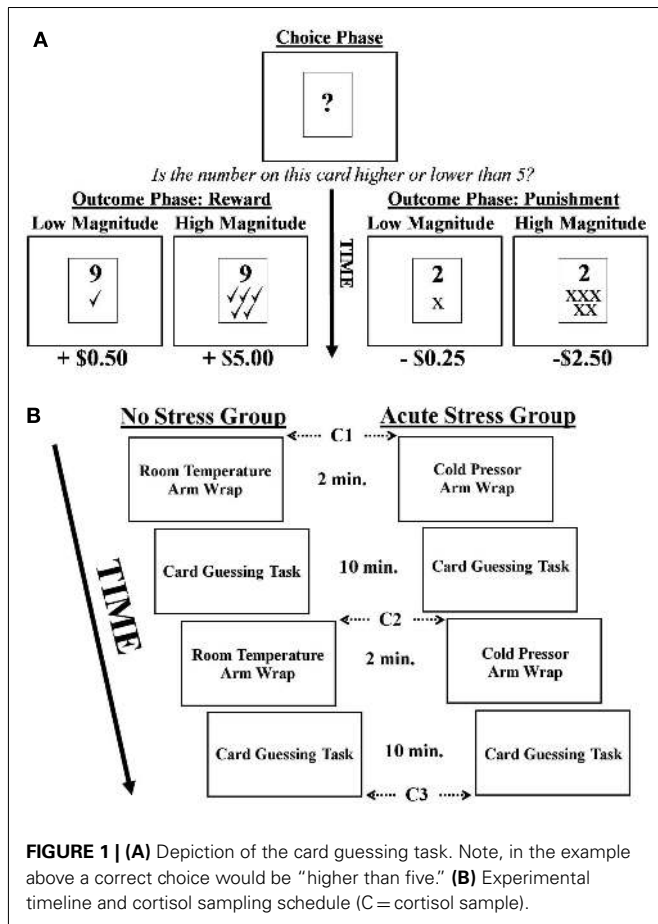 A
Choice Phase
?
Is the number on this card higher or lower than 5?
Outcome Phase: Reward
Low Magnitude High Magnitude
9 9
✓ ✓✓✓
✓✓
+ $0.50 + $5.00
TIME
Outcome Phase: Punishment
Low Magnitude High Magnitude
2 2
X XXX
XX
- $0.25 -$2.50
B
No Stress Group Acute Stress Group
C1
Room Temperature
Arm Wrap
2 min.
Cold Pressor
Arm Wrap
Card Guessing Task 10 min. Card Guessing Task
TIME
C2
Room Temperature
Arm Wrap
2 min.
Cold Pressor
Arm Wrap
Card Guessing Task 10 min. Card Guessing Task
C3
FIGURE 1 | (A) Depiction of the card guessing task. Note, in the example
above a correct choice would be “higher than five.” (B) Experimental
timeline and cortisol sampling schedule (C = cortisol sample).